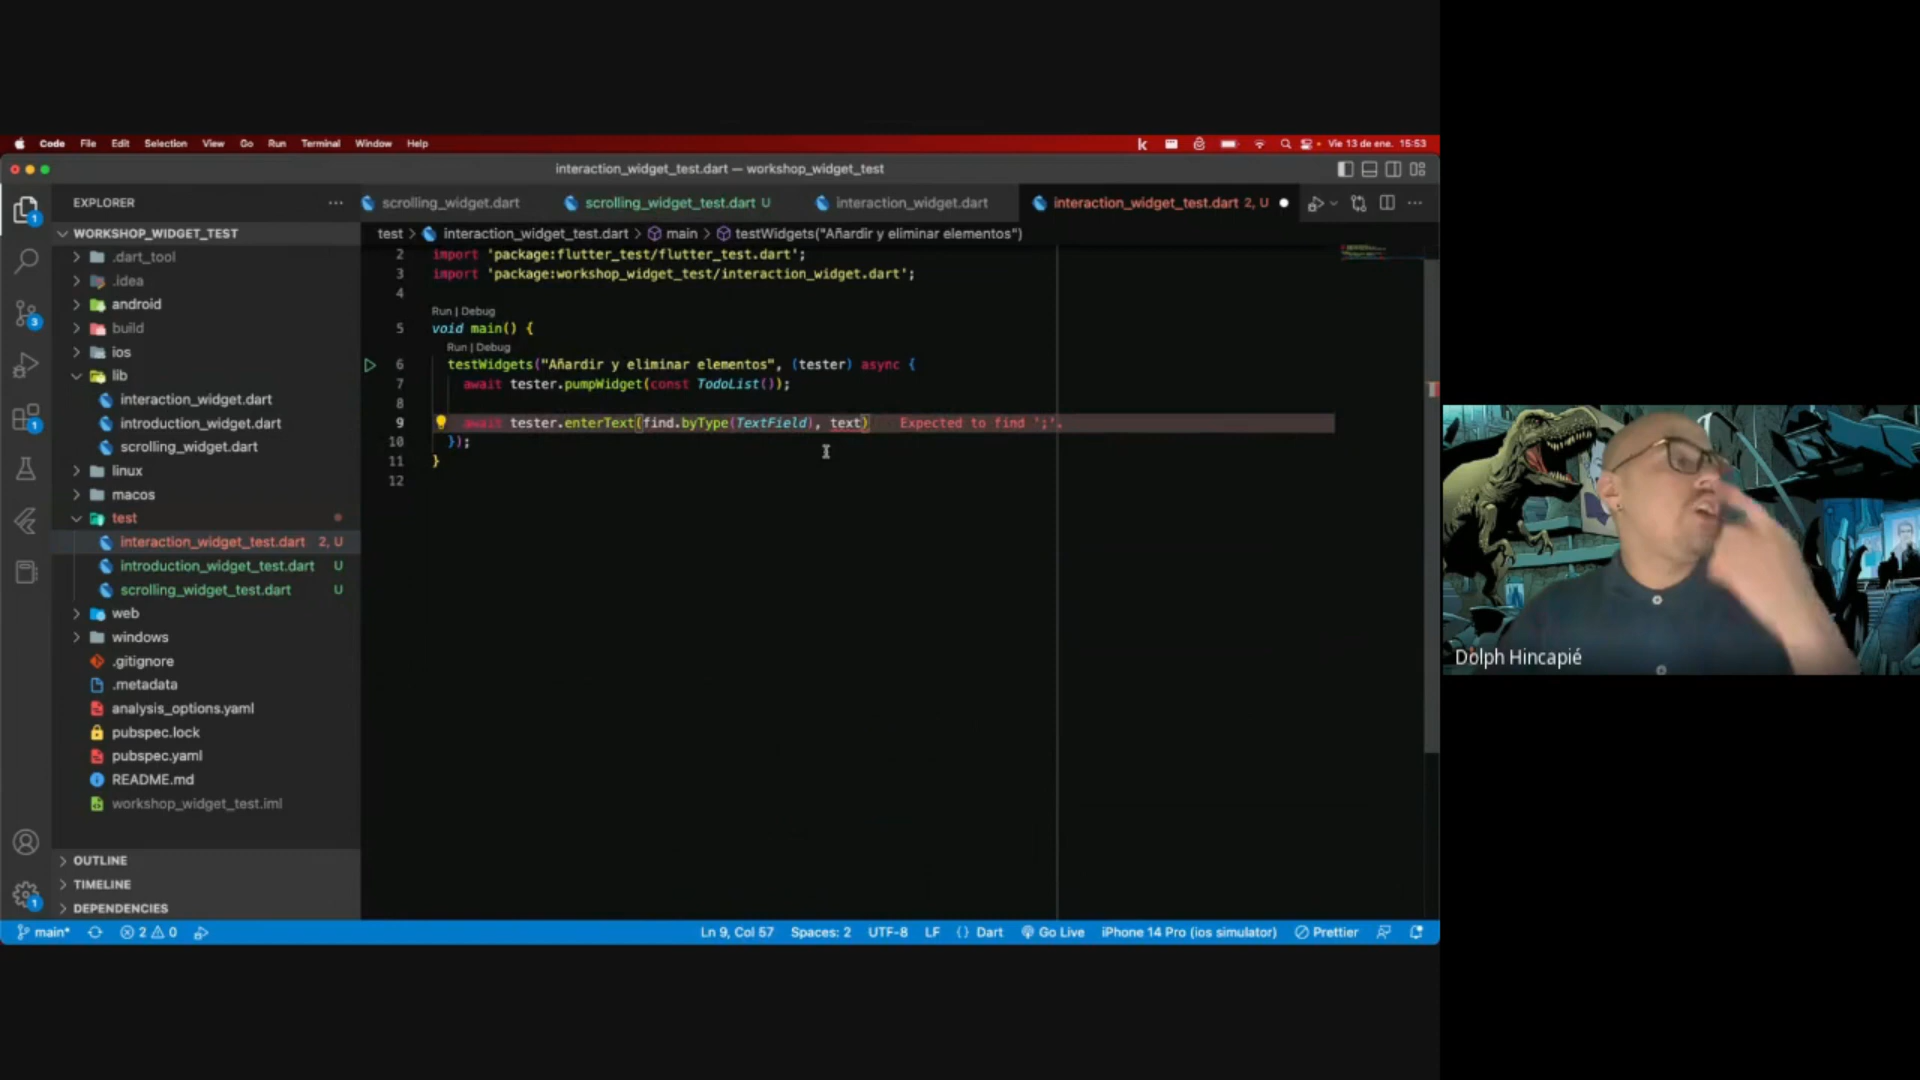 Code File Edit Selection View Go Run Terminal Window Help Vie 13 de ene. 15:53
interaction_widget_test.dart — workshop_widget_test
EXPLORER
scrolling_widget.dart scrolling_widget_test.dart U interaction_widget.dart interaction_widget_test.dart 2, U
WORKSHOP_WIDGET_TEST
test > interaction_widget_test.dart > main > testWidgets("Añardir y eliminar elementos")
.dart_tool
.idea
android
build
ios
lib
interaction_widget.dart
introduction_widget.dart
scrolling_widget.dart
linux
macos
test
interaction_widget_test.dart 2, U
introduction_widget_test.dart U
scrolling_widget_test.dart U
web
windows
.gitignore
.metadata
analysis_options.yaml
pubspec.lock
pubspec.yaml
README.md
workshop_widget_test.iml
OUTLINE
TIMELINE
DEPENDENCIES
2 import 'package:flutter_test/flutter_test.dart';
3 import 'package:workshop_widget_test/interaction_widget.dart';
4
Run | Debug
5 void main() {
Run | Debug
6 testWidgets("Añardir y eliminar elementos", (tester) async {
7 await tester.pumpWidget(const TodoList());
8
9 await tester.enterText(find.byType(TextField), text) Expected to find ';'.
10 });
11 }
12
main* 2 0 Ln 9, Col 57 Spaces: 2 UTF-8 LF {} Dart Go Live iPhone 14 Pro (ios simulator) Prettier
Dolph Hincapié